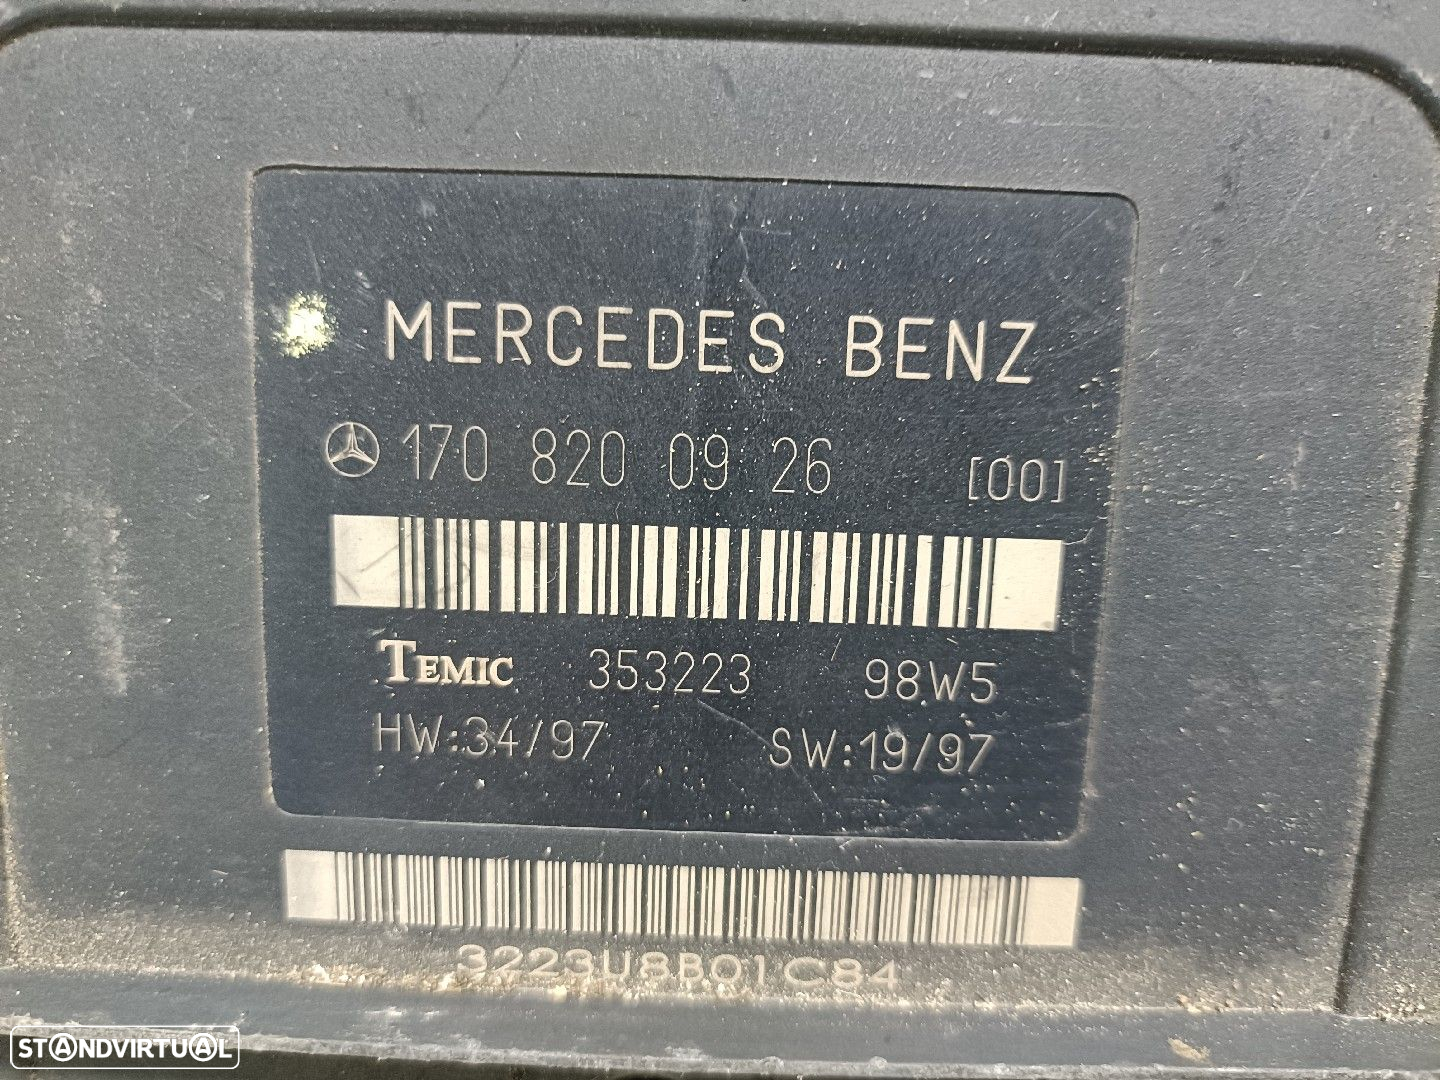 MERCEDES BENZ
170 820 09 26 [00]
TEMIC 353223 98W5
HW:34/97 SW:19/97
3223U8B01C84
STANDVIRTUAL